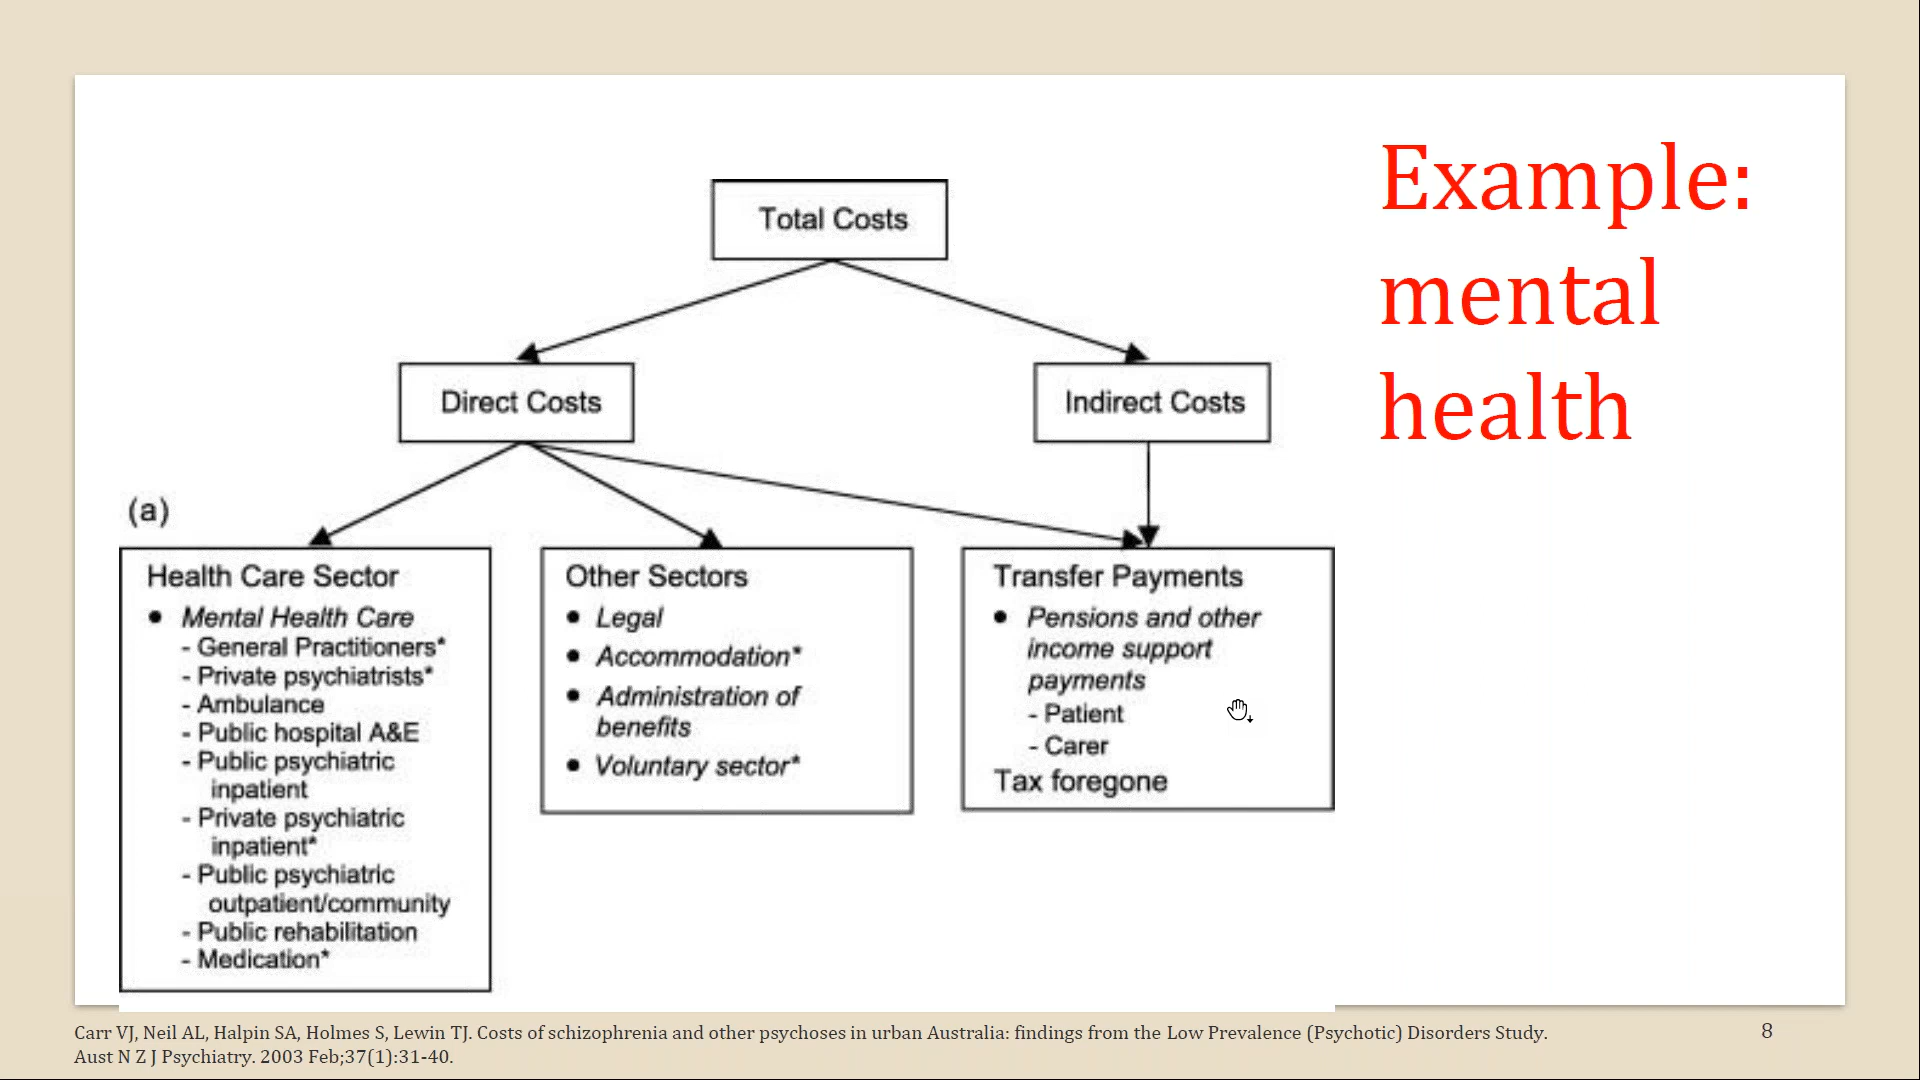 Example:
mental
health
Total Costs
Direct Costs
Indirect Costs
(a)
Health Care Sector
● Mental Health Care
- General Practitioners*
- Private psychiatrists*
- Ambulance
- Public hospital A&E
- Public psychiatric
inpatient
- Private psychiatric
inpatient*
- Public psychiatric
outpatient/community
- Public rehabilitation
- Medication*
Other Sectors
● Legal
● Accommodation*
● Administration of
benefits
● Voluntary sector*
Transfer Payments
● Pensions and other
income support
payments
- Patient
- Carer
Tax foregone
Carr VJ, Neil AL, Halpin SA, Holmes S, Lewin TJ. Costs of schizophrenia and other psychoses in urban Australia: findings from the Low Prevalence (Psychotic) Disorders Study.
Aust N Z J Psychiatry. 2003 Feb;37(1):31-40.
8